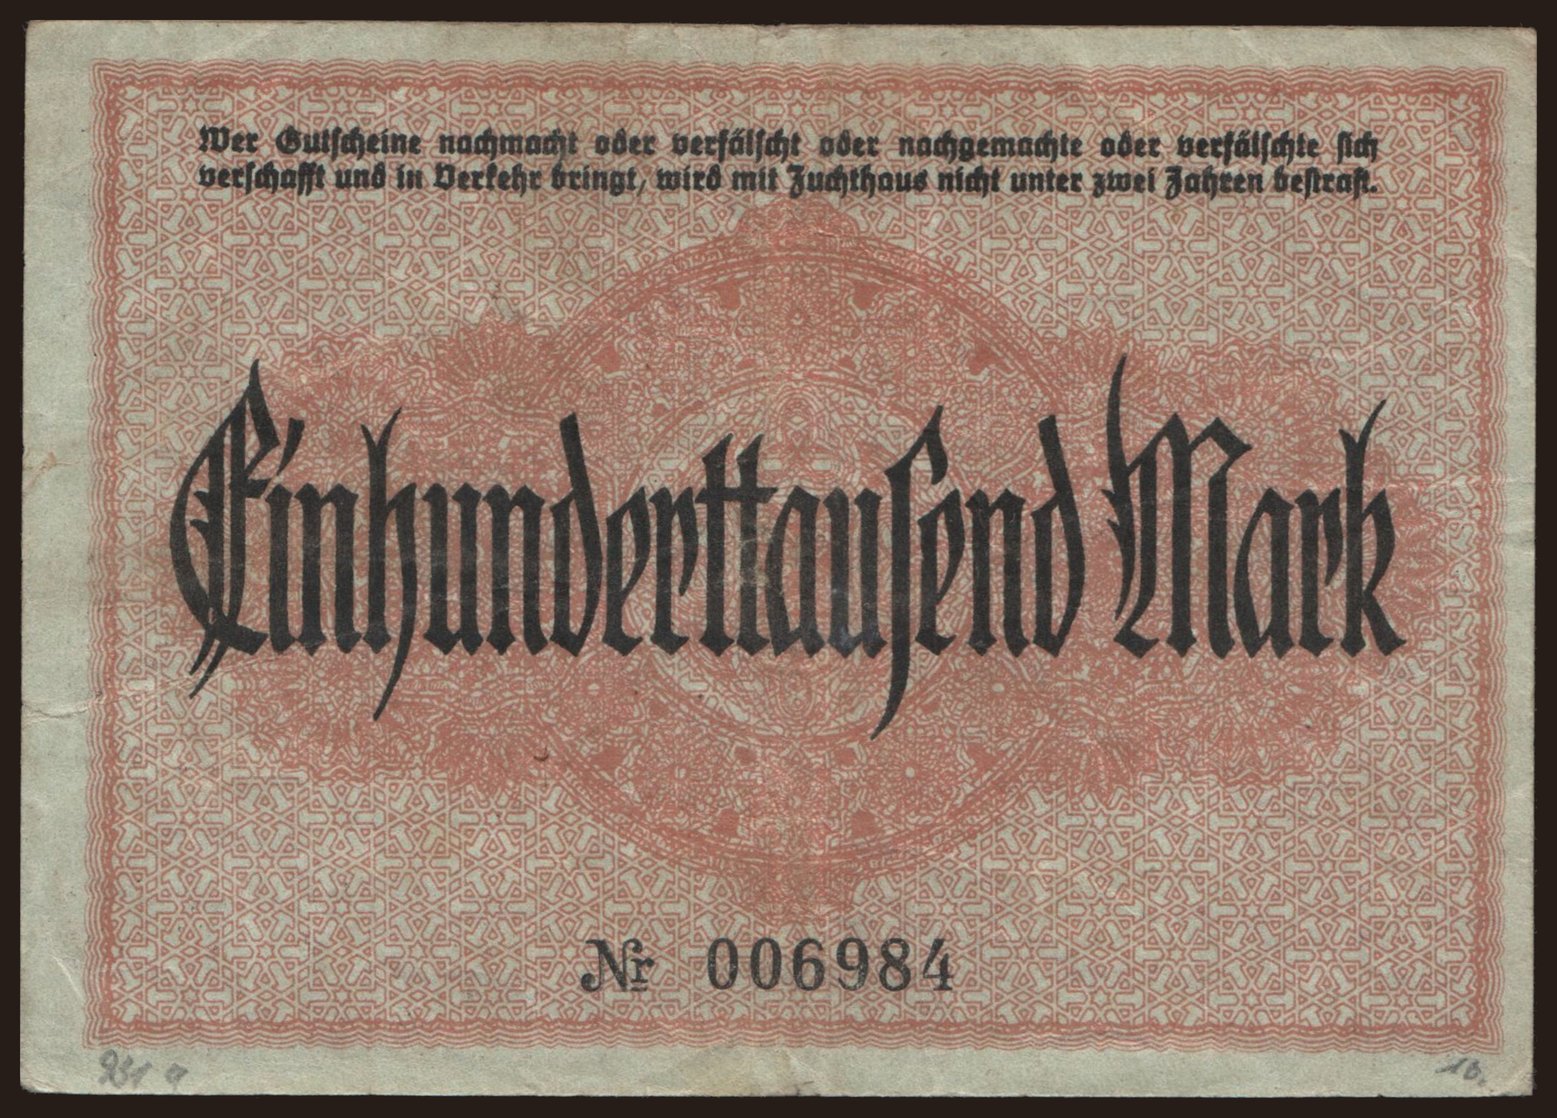 Wer Gutscheine nachmacht oder verfälscht oder nachgemachte oder verfälschte sich
verschafft und in Verkehr bringt, wird mit Zuchthaus nicht unter zwei Jahren bestraft.
Einhunderttausend Mark
Nr 006984